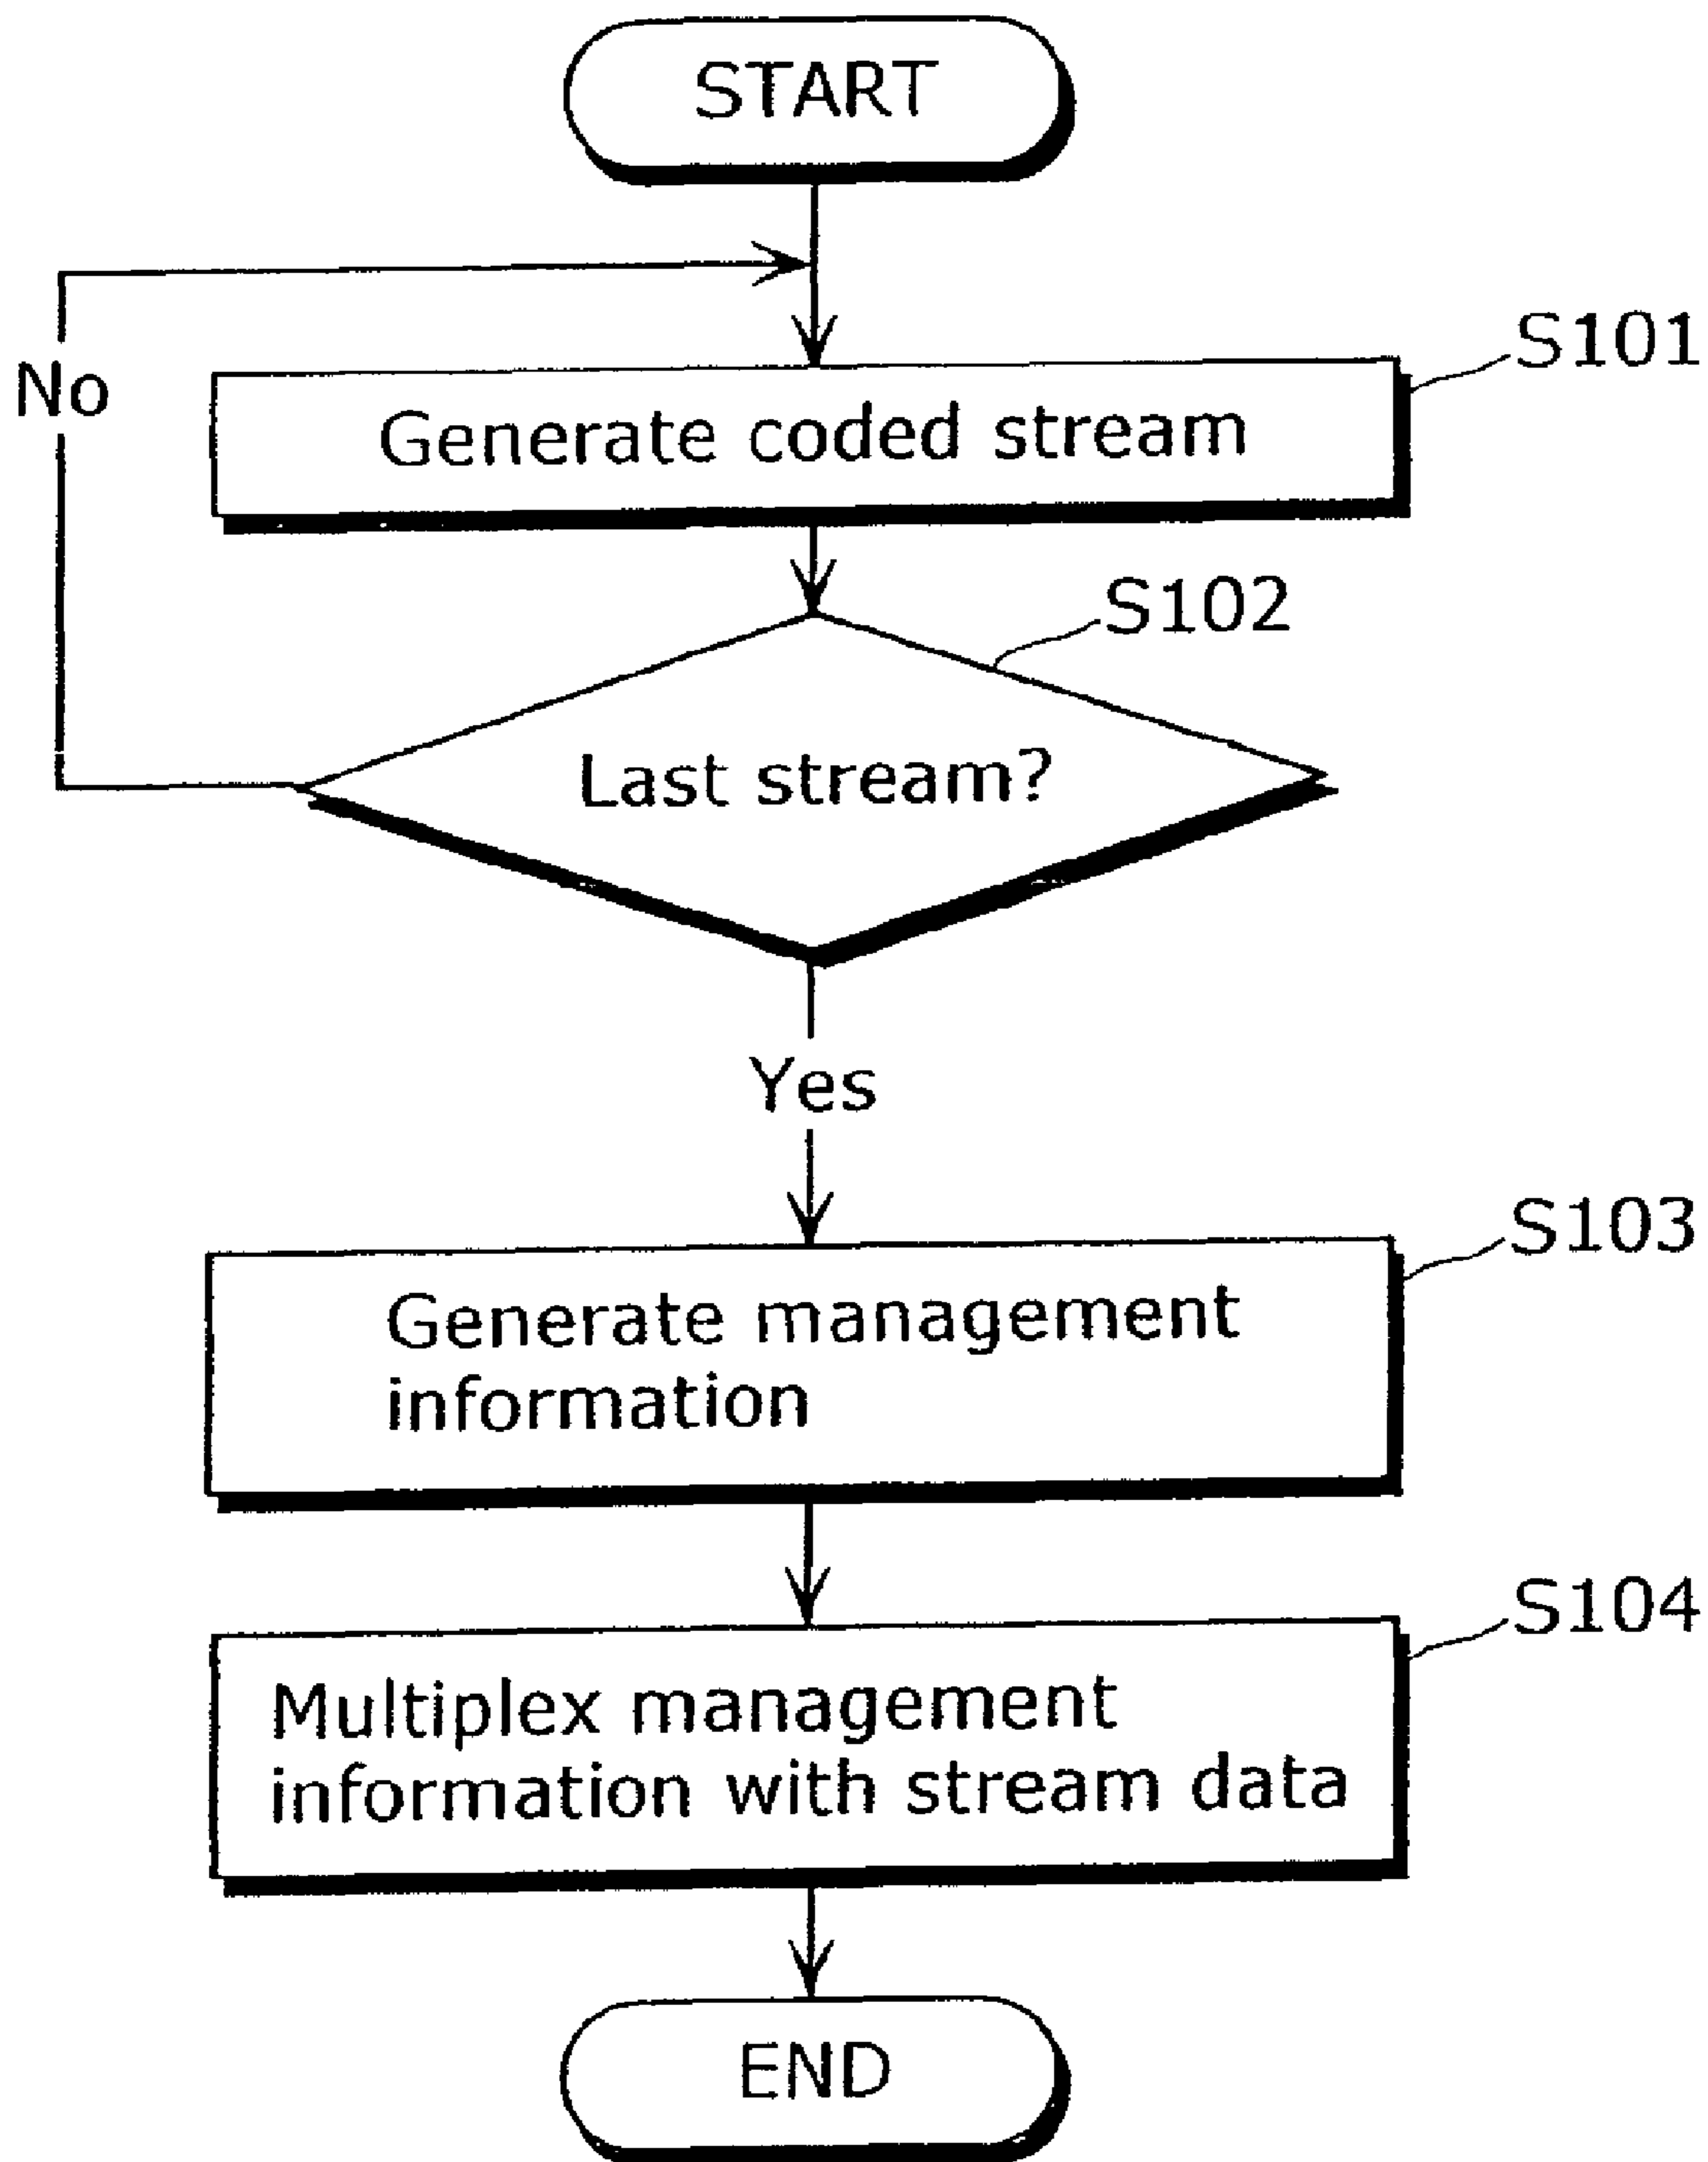 START
No
S101
Generate coded stream
S102
Last stream?
Yes
S103
Generate management
information
S104
Multiplex management
information with stream data
END